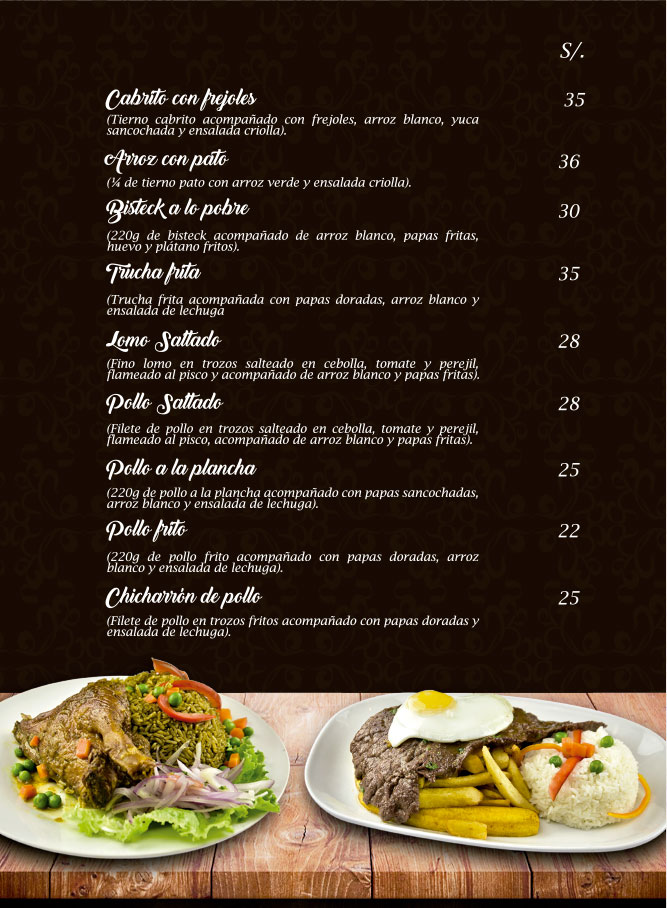 S/.
Cabrito con frejoles 35
(Tierno cabrito acompañado con frejoles, arroz blanco, yuca
sancochada y ensalada criolla).
Arroz con pato 36
(¼ de tierno pato con arroz verde y ensalada criolla).
Bisteck a lo pobre 30
(220g de bisteck acompañado de arroz blanco, papas fritas,
huevo y plátano fritos).
Trucha frita 35
(Trucha frita acompañada con papas doradas, arroz blanco y
ensalada de lechuga
Lomo Saltado 28
(Fino lomo en trozos salteado en cebolla, tomate y perejil,
flameado al pisco y acompañado de arroz blanco y papas fritas).
Pollo Saltado 28
(Filete de pollo en trozos salteado en cebolla, tomate y perejil,
flameado al pisco, acompañado de arroz blanco y papas fritas).
Pollo a la plancha 25
(220g de pollo a la plancha acompañado con papas sancochadas,
arroz blanco y ensalada de lechuga).
Pollo frito 22
(220g de pollo frito acompañado con papas doradas, arroz
blanco y ensalada de lechuga).
Chicharrón de pollo 25
(Filete de pollo en trozos fritos acompañado con papas doradas y
ensalada de lechuga).